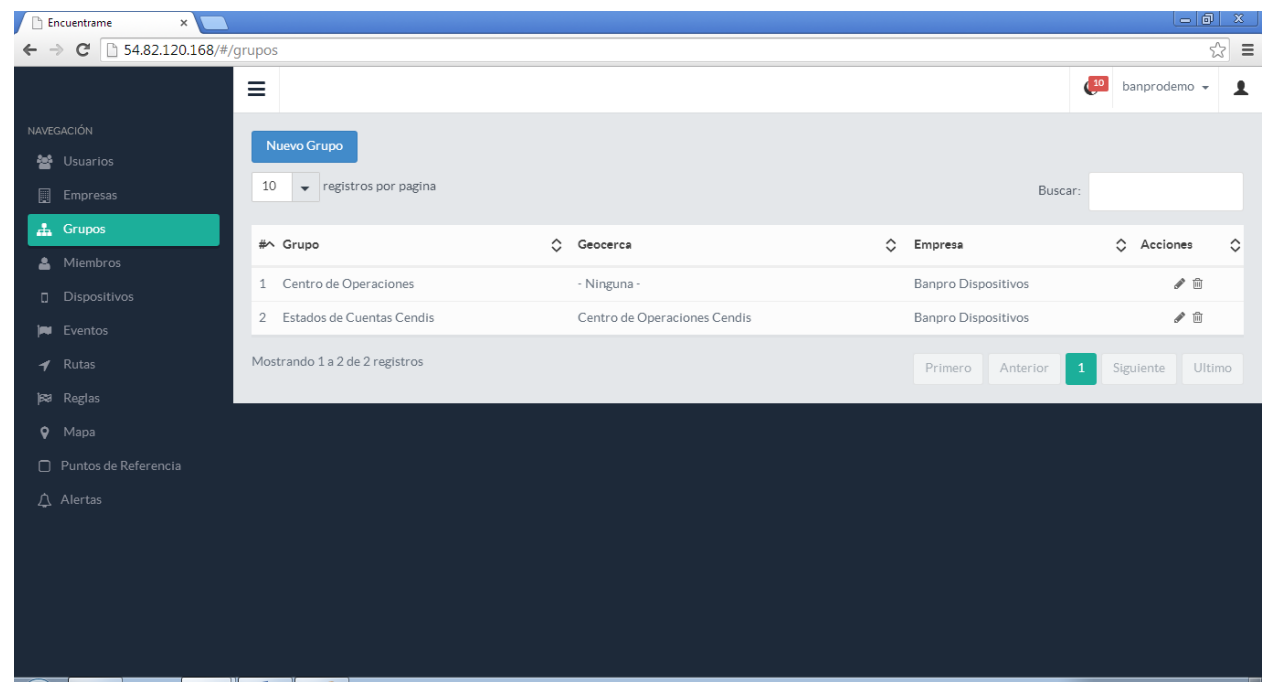 Encuentrame
54.82.120.168/#/grupos
10
banprodemo
NAVEGACIÓN
Usuarios
Empresas
Grupos
Miembros
Dispositivos
Eventos
Rutas
Reglas
Mapa
Puntos de Referencia
Alertas
Nuevo Grupo
10 registros por pagina
Buscar:
# Grupo Geocerca Empresa Acciones
1 Centro de Operaciones - Ninguna - Banpro Dispositivos
2 Estados de Cuentas Cendis Centro de Operaciones Cendis Banpro Dispositivos
Mostrando 1 a 2 de 2 registros
Primero Anterior 1 Siguiente Ultimo